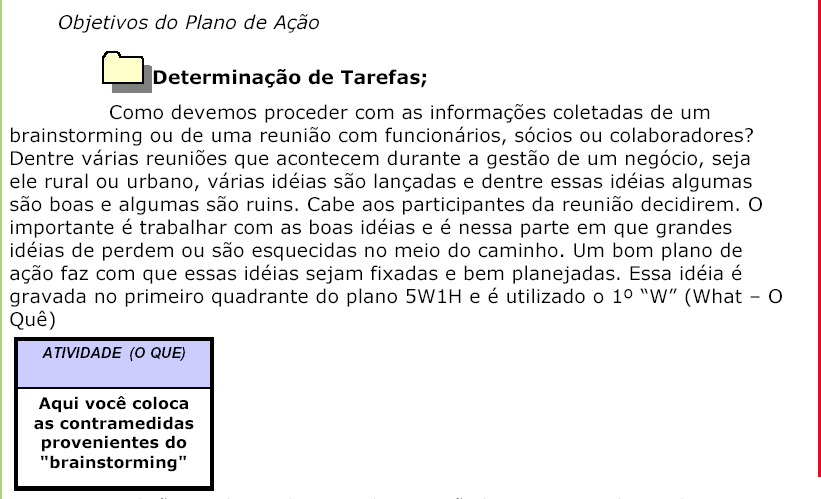 Objetivos do Plano de Ação
Determinação de Tarefas;
Como devemos proceder com as informações coletadas de um
brainstorming ou de uma reunião com funcionários, sócios ou colaboradores?
Dentre várias reuniões que acontecem durante a gestão de um negócio, seja
ele rural ou urbano, várias idéias são lançadas e dentre essas idéias algumas
são boas e algumas são ruins. Cabe aos participantes da reunião decidirem. O
importante é trabalhar com as boas idéias e é nessa parte em que grandes
idéias de perdem ou são esquecidas no meio do caminho. Um bom plano de
ação faz com que essas idéias sejam fixadas e bem planejadas. Essa idéia é
gravada no primeiro quadrante do plano 5W1H e é utilizado o 1º “W” (What – O
Quê)
ATIVIDADE (O QUE)
Aqui você coloca
as contramedidas
provenientes do
"brainstorming"